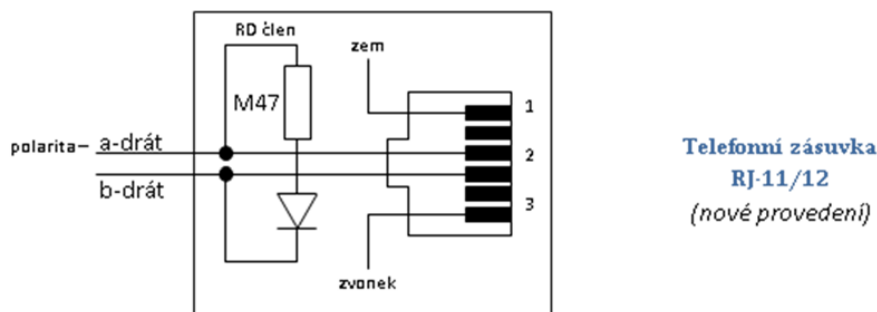 RD člen
zem
M47
1
polarita– a-drát
2
b-drát
3
zvonek
Telefonní zásuvka
RJ-11/12
(nové provedení)